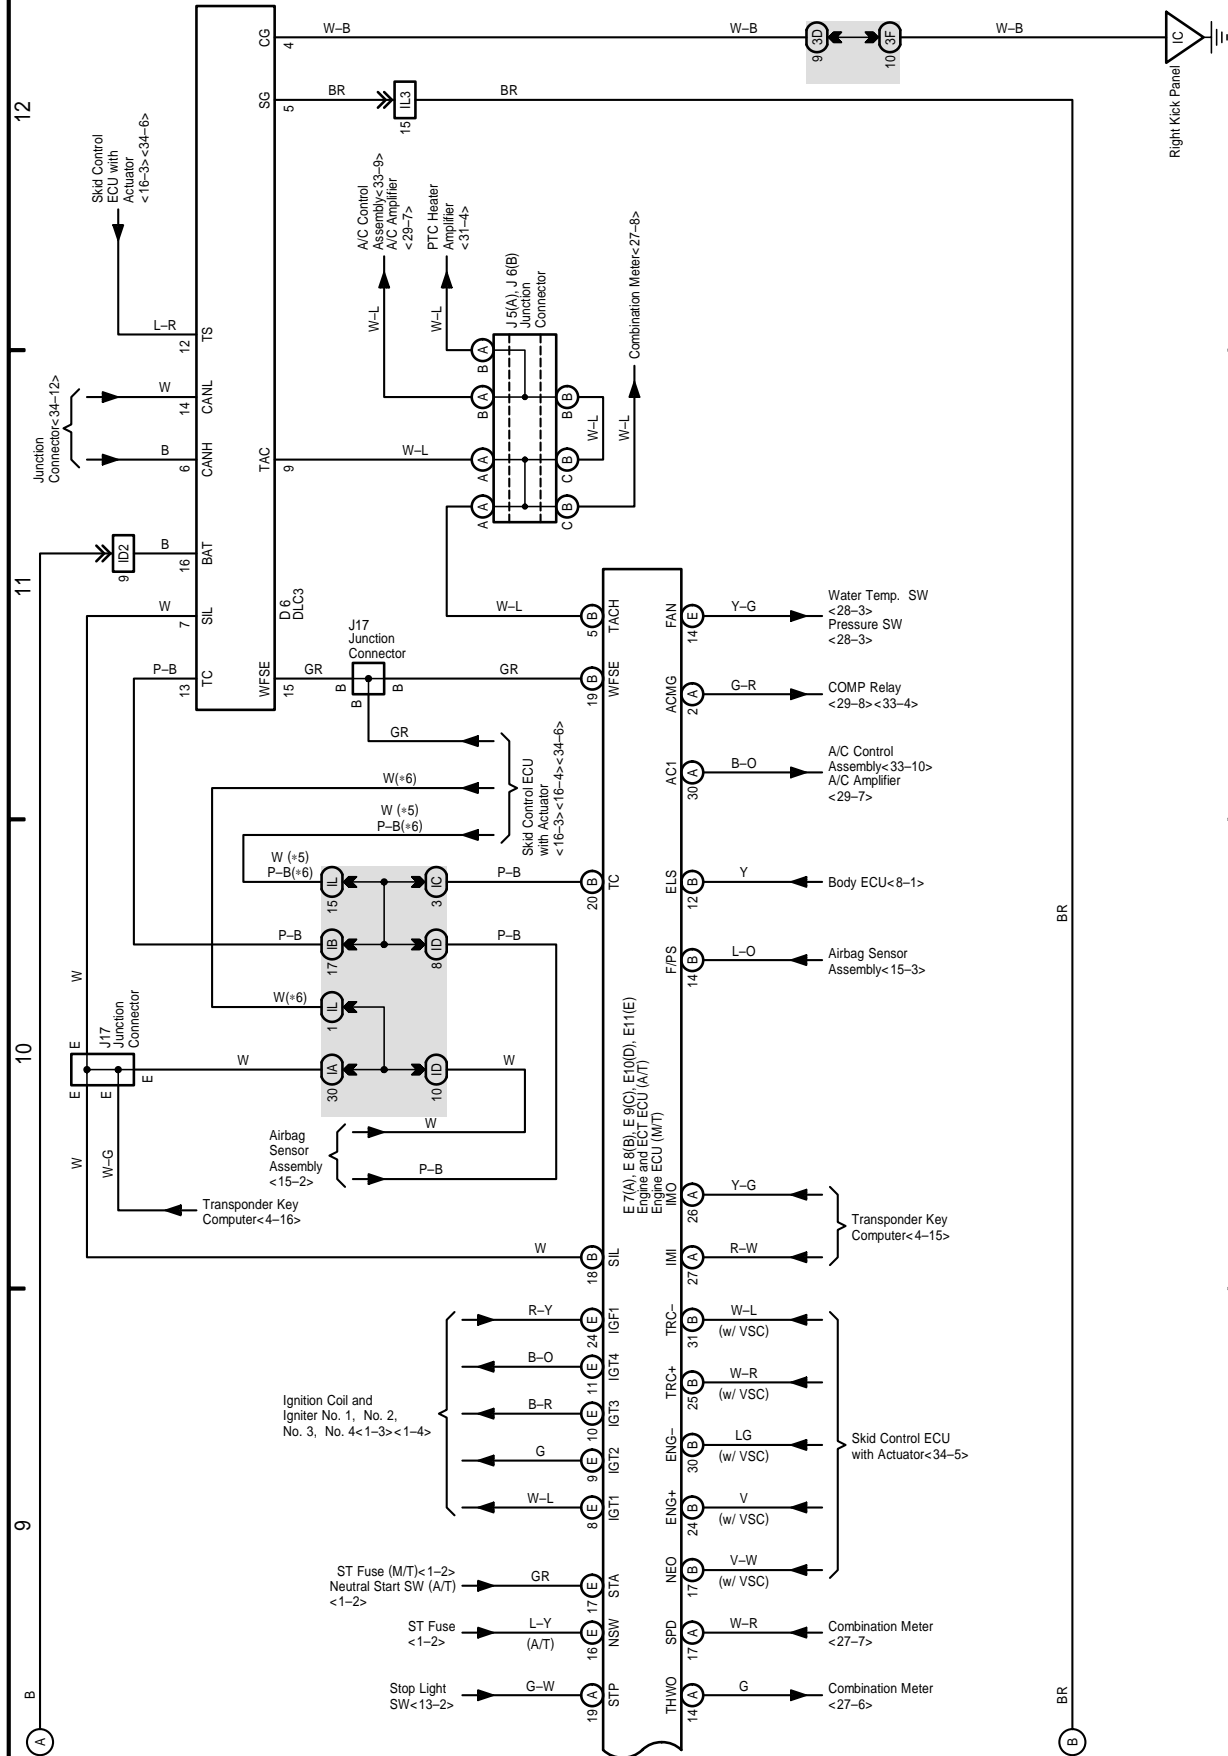 12
11
10
9
W–B
W–B
W–B
CG
4
9
3D
10
3F
IC
Right Kick Panel
SG
5
BR
15
IL3
BR
Skid Control
ECU with
Actuator
<16–3><34–6>
L–R
12
TS
A/C Control
Assembly<33–9>
A/C Amplifier
<29–7>
PTC Heater
Amplifier
<31–4>
W–L
W–L
J 5(A), J 6(B)
Junction
Connector
Combination Meter<27–8>
Junction
Connector<34–12>
W
14
CANL
B
6
CANH
TAC
9
W–L
B
A
B
A
A
A
A
A
B
B
C
B
C
B
W–L
W–L
9
ID2
B
16
BAT
W
7
SIL
P–B
13
TC
D 6
DLC3
WFSE
15
GR
J17
Junction
Connector
B
B
B
GR
W–L
5
B
TACH
19
B
WFSE
FAN
14
E
Y–G
Water Temp. SW
<28–3>
Pressure SW
<28–3>
ACMG
2
A
G–R
COMP Relay
<29–8><33–4>
AC1
30
A
B–O
A/C Control
Assembly<33–10>
A/C Amplifier
<29–7>
GR
W(*6)
W (*5)
P–B(*6)
Skid Control ECU
with Actuator
<16–3><16–4><34–6>
W (*5)
P–B(*6)
15
IL
3
IC
P–B
20
B
TC
ELS
12
B
Y
Body ECU<8–1>
P–B
17
IB
8
ID
P–B
F/PS
14
B
L–O
Airbag Sensor
Assembly<15–3>
BR
W
W(*6)
1
IL
J17
Junction
Connector
E
E
E
E
W
30
IA
10
ID
W
W
P–B
Airbag
Sensor
Assembly
<15–2>
W
W–G
Transponder Key
Computer<4–16>
E 7(A), E 8(B), E 9(C), E10(D), E11(E)
Engine and ECT ECU (A/T)
Engine ECU (M/T)
IMO
26
A
Y–G
IMI
27
A
R–W
Transponder Key
Computer<4–15>
W
18
B
SIL
R–Y
24
E
IGF1
B–O
11
E
IGT4
B–R
10
E
IGT3
G
9
E
IGT2
W–L
8
E
IGT1
Ignition Coil and
Igniter No. 1, No. 2,
No. 3, No. 4<1–3><1–4>
TRC–
31
B
W–L
(w/ VSC)
TRC+
25
B
W–R
(w/ VSC)
ENG–
30
B
LG
(w/ VSC)
ENG+
24
B
V
(w/ VSC)
NEO
17
B
V–W
(w/ VSC)
Skid Control ECU
with Actuator<34–5>
ST Fuse (M/T)<1–2>
Neutral Start SW (A/T)
<1–2>
GR
17
E
STA
ST Fuse
<1–2>
L–Y
(A/T)
16
E
NSW
SPD
17
A
W–R
Combination Meter
<27–7>
Stop Light
SW<13–2>
G–W
19
A
STP
THWO
14
A
G
Combination Meter
<27–6>
B
A
BR
B